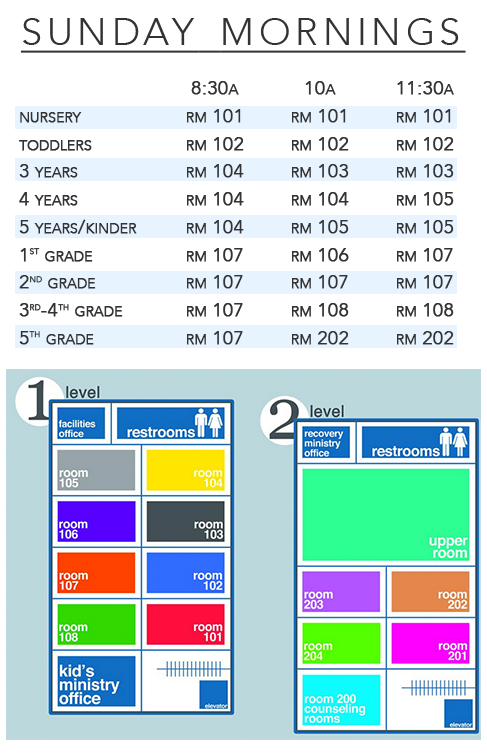 SUNDAY MORNINGS
8:30A 10A 11:30A
NURSERY RM 101 RM 101 RM 101
TODDLERS RM 102 RM 102 RM 102
3 YEARS RM 104 RM 103 RM 103
4 YEARS RM 104 RM 104 RM 105
5 YEARS/KINDER RM 104 RM 105 RM 105
1ST GRADE RM 107 RM 106 RM 107
2ND GRADE RM 107 RM 107 RM 107
3RD-4TH GRADE RM 107 RM 108 RM 108
5TH GRADE RM 107 RM 202 RM 202
1 level
facilities
office
restrooms
room
105
room
104
room
106
room
103
room
107
room
102
room
108
room
101
kid's
ministry
office
elevator
2 level
recovery
ministry
office
restrooms
upper
room
room
203
room
202
room
204
room
201
room 200
counseling
rooms
elevator